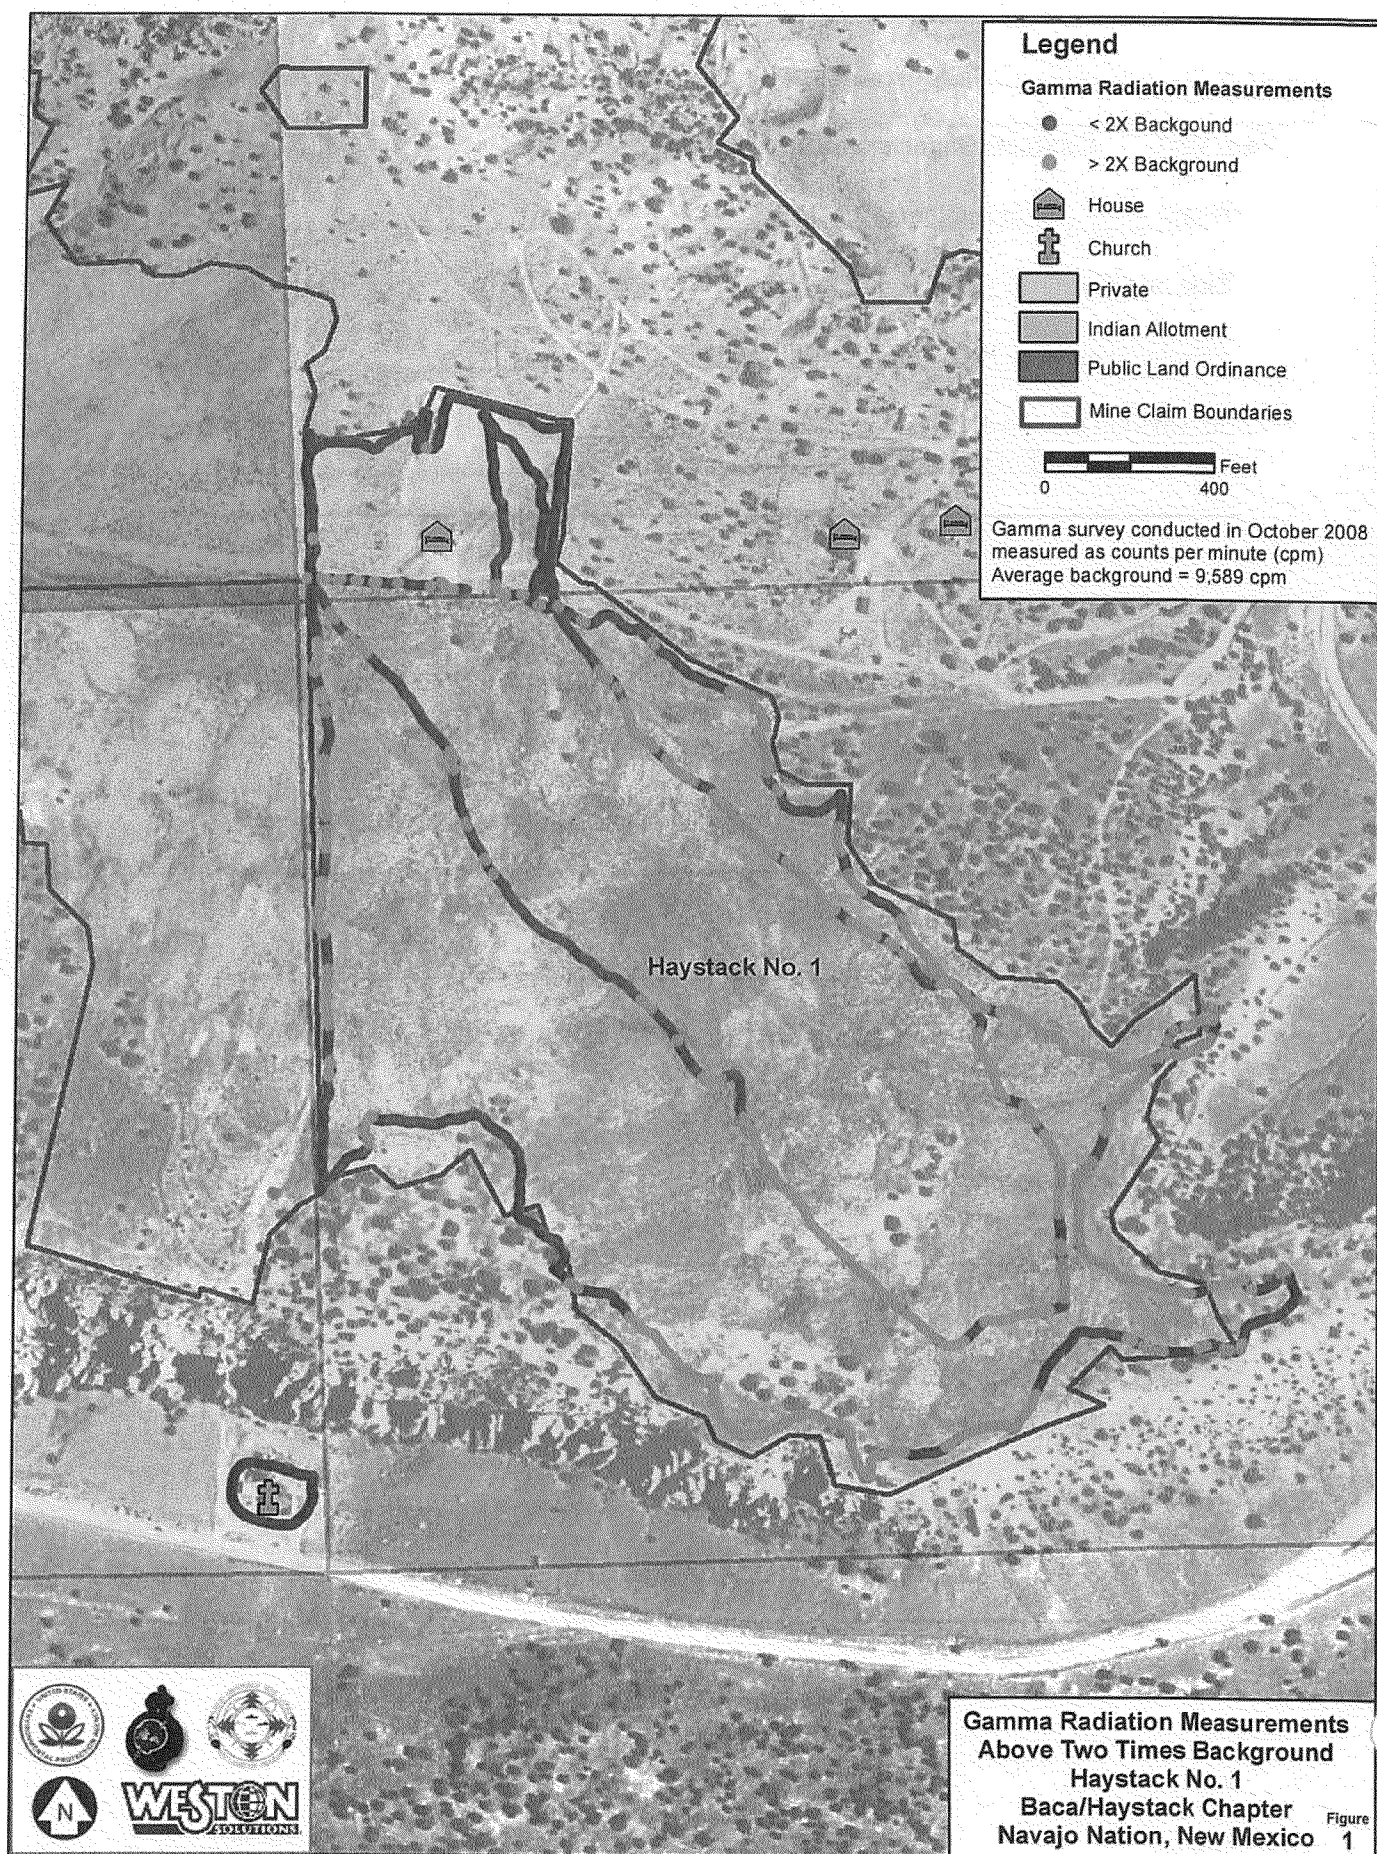 Legend
Gamma Radiation Measurements
< 2X Backgound
> 2X Background
House
Church
Private
Indian Allotment
Public Land Ordinance
Mine Claim Boundaries
Feet
0 400
Gamma survey conducted in October 2008
measured as counts per minute (cpm)
Average background = 9,589 cpm
Haystack No. 1
N
WESTON
SOLUTIONS
Gamma Radiation Measurements
Above Two Times Background
Haystack No. 1
Baca/Haystack Chapter
Navajo Nation, New Mexico
Figure
1